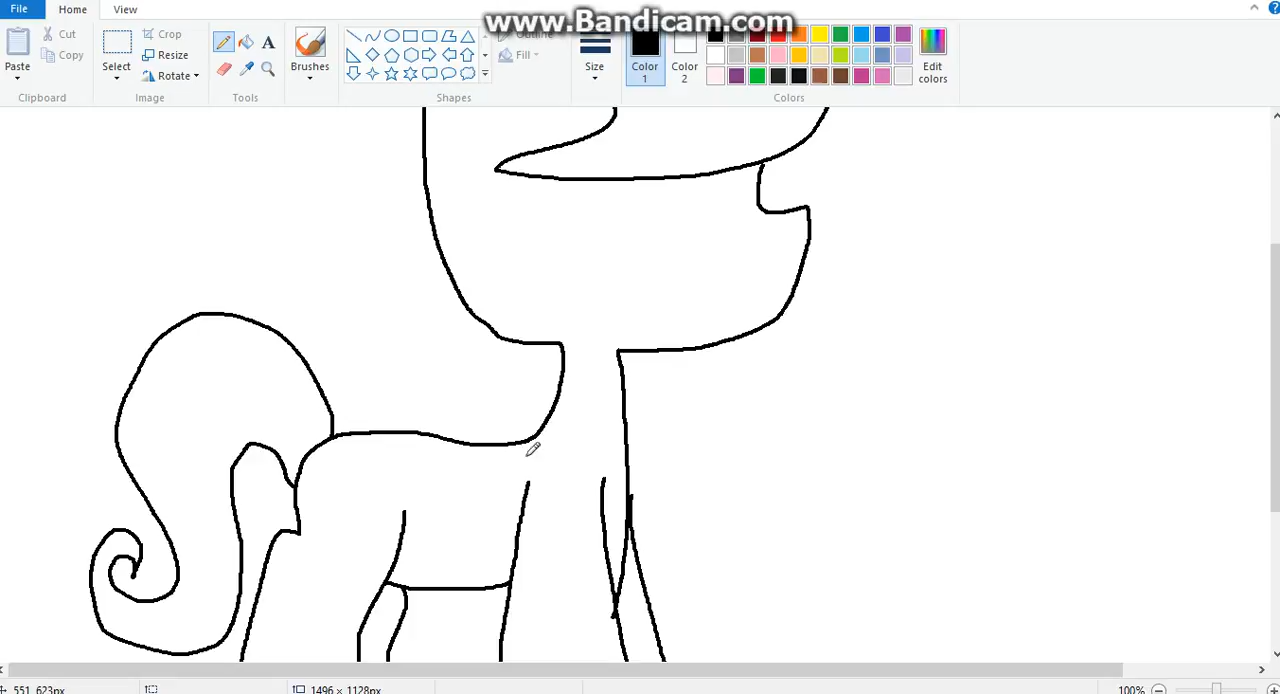 www.Bandicam.com
File
Home
View
Paste
Cut
Copy
Clipboard
Select
Crop
Resize
Rotate
Image
A
Tools
Brushes
Outline
Fill
Shapes
Size
Color 1
Color 2
Edit colors
Colors
551, 623px
1496 × 1128px
100%